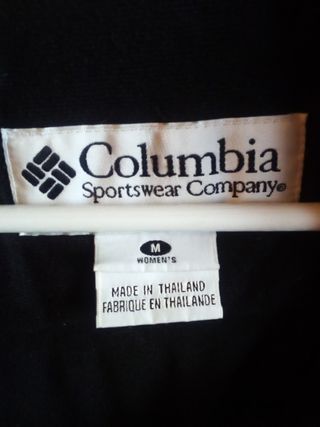 Columbia
Sportswear Company®
M
WOMEN'S
MADE IN THAILAND
FABRIQUE EN THAILANDE